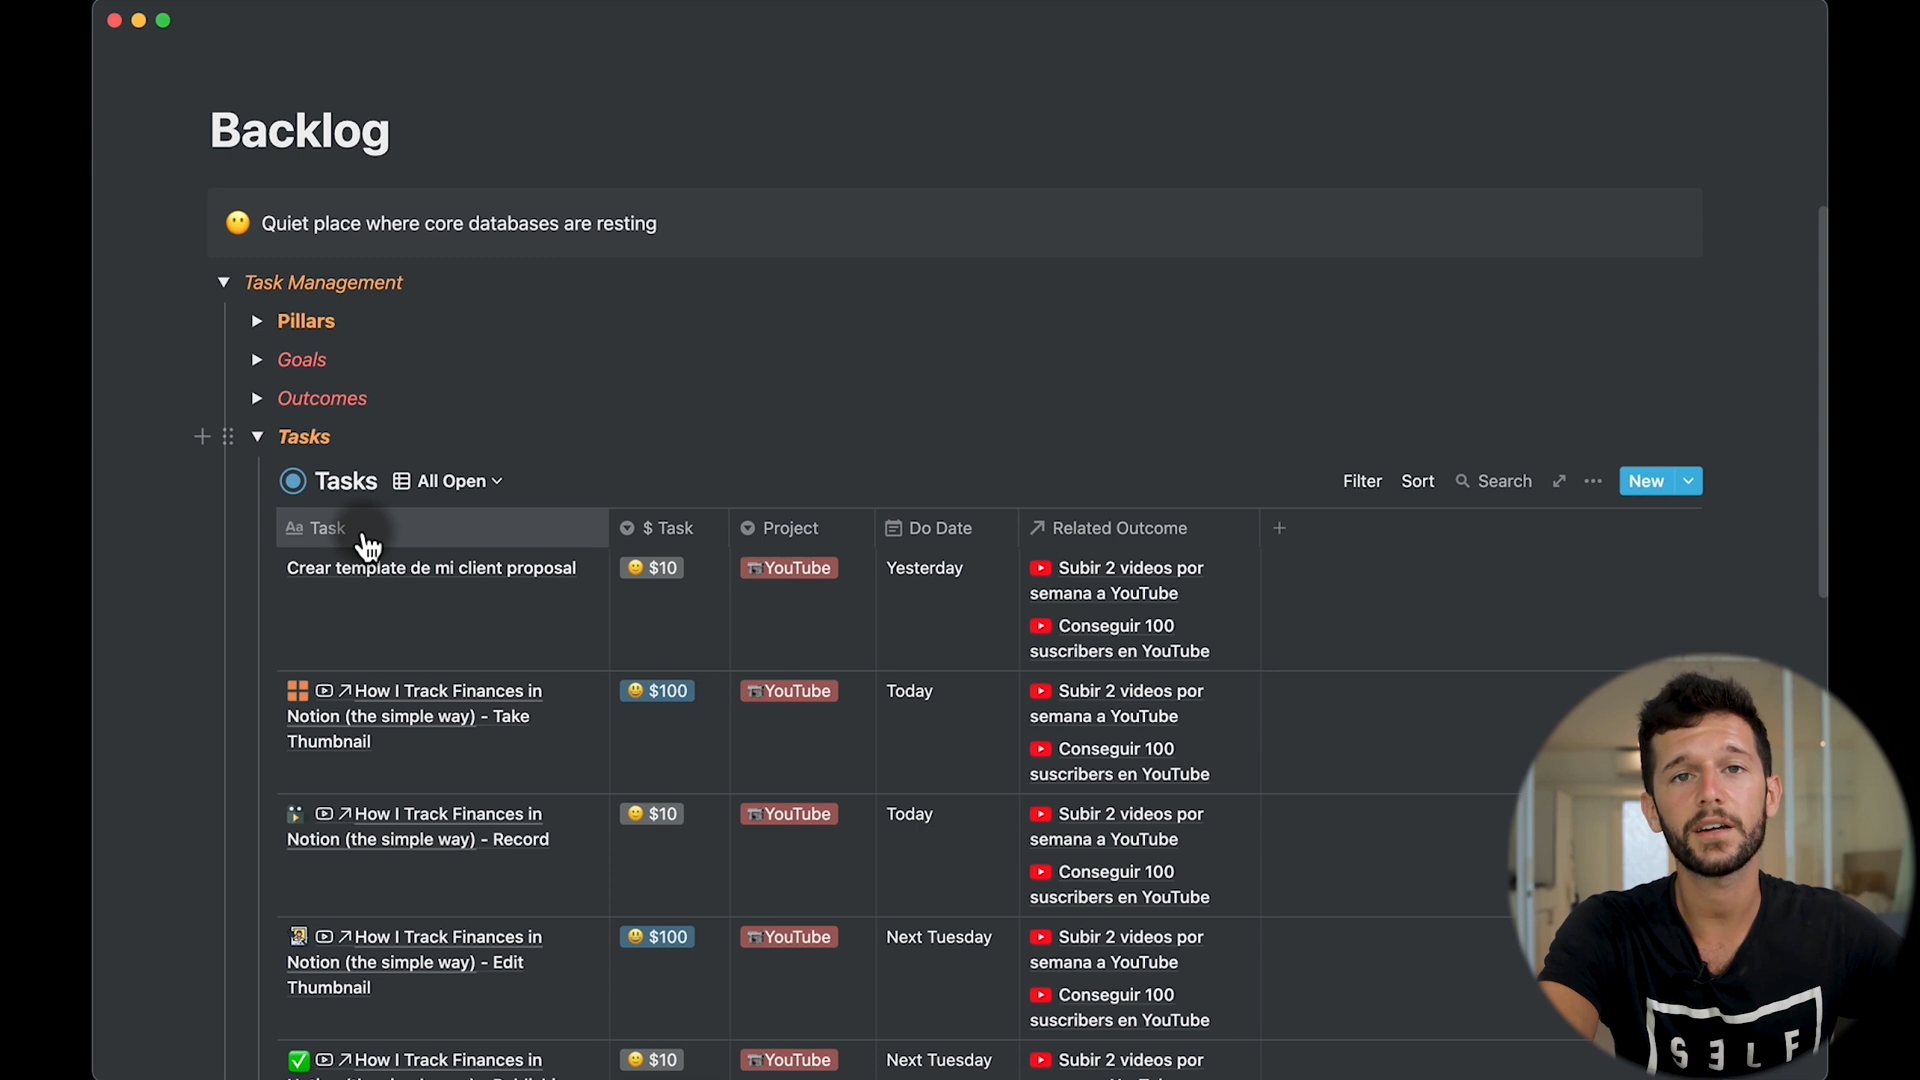 Backlog
Quiet place where core databases are resting
Task Management
Pillars
Goals
Outcomes
Tasks
Tasks All Open Filter Sort Search New
Aa Task $ Task Project Do Date Related Outcome
Crear template de mi client proposal $10 YouTube Yesterday Subir 2 videos por
semana a YouTube
Conseguir 100
suscribers en YouTube
How I Track Finances in $100 YouTube Today Subir 2 videos por
Notion (the simple way) - Take semana a YouTube
Thumbnail Conseguir 100
suscribers en YouTube
How I Track Finances in $10 YouTube Today Subir 2 videos por
Notion (the simple way) - Record semana a YouTube
Conseguir 100
suscribers en YouTube
How I Track Finances in $100 YouTube Next Tuesday Subir 2 videos por
Notion (the simple way) - Edit semana a YouTube
Thumbnail Conseguir 100
suscribers en YouTube
How I Track Finances in $10 YouTube Next Tuesday Subir 2 videos por